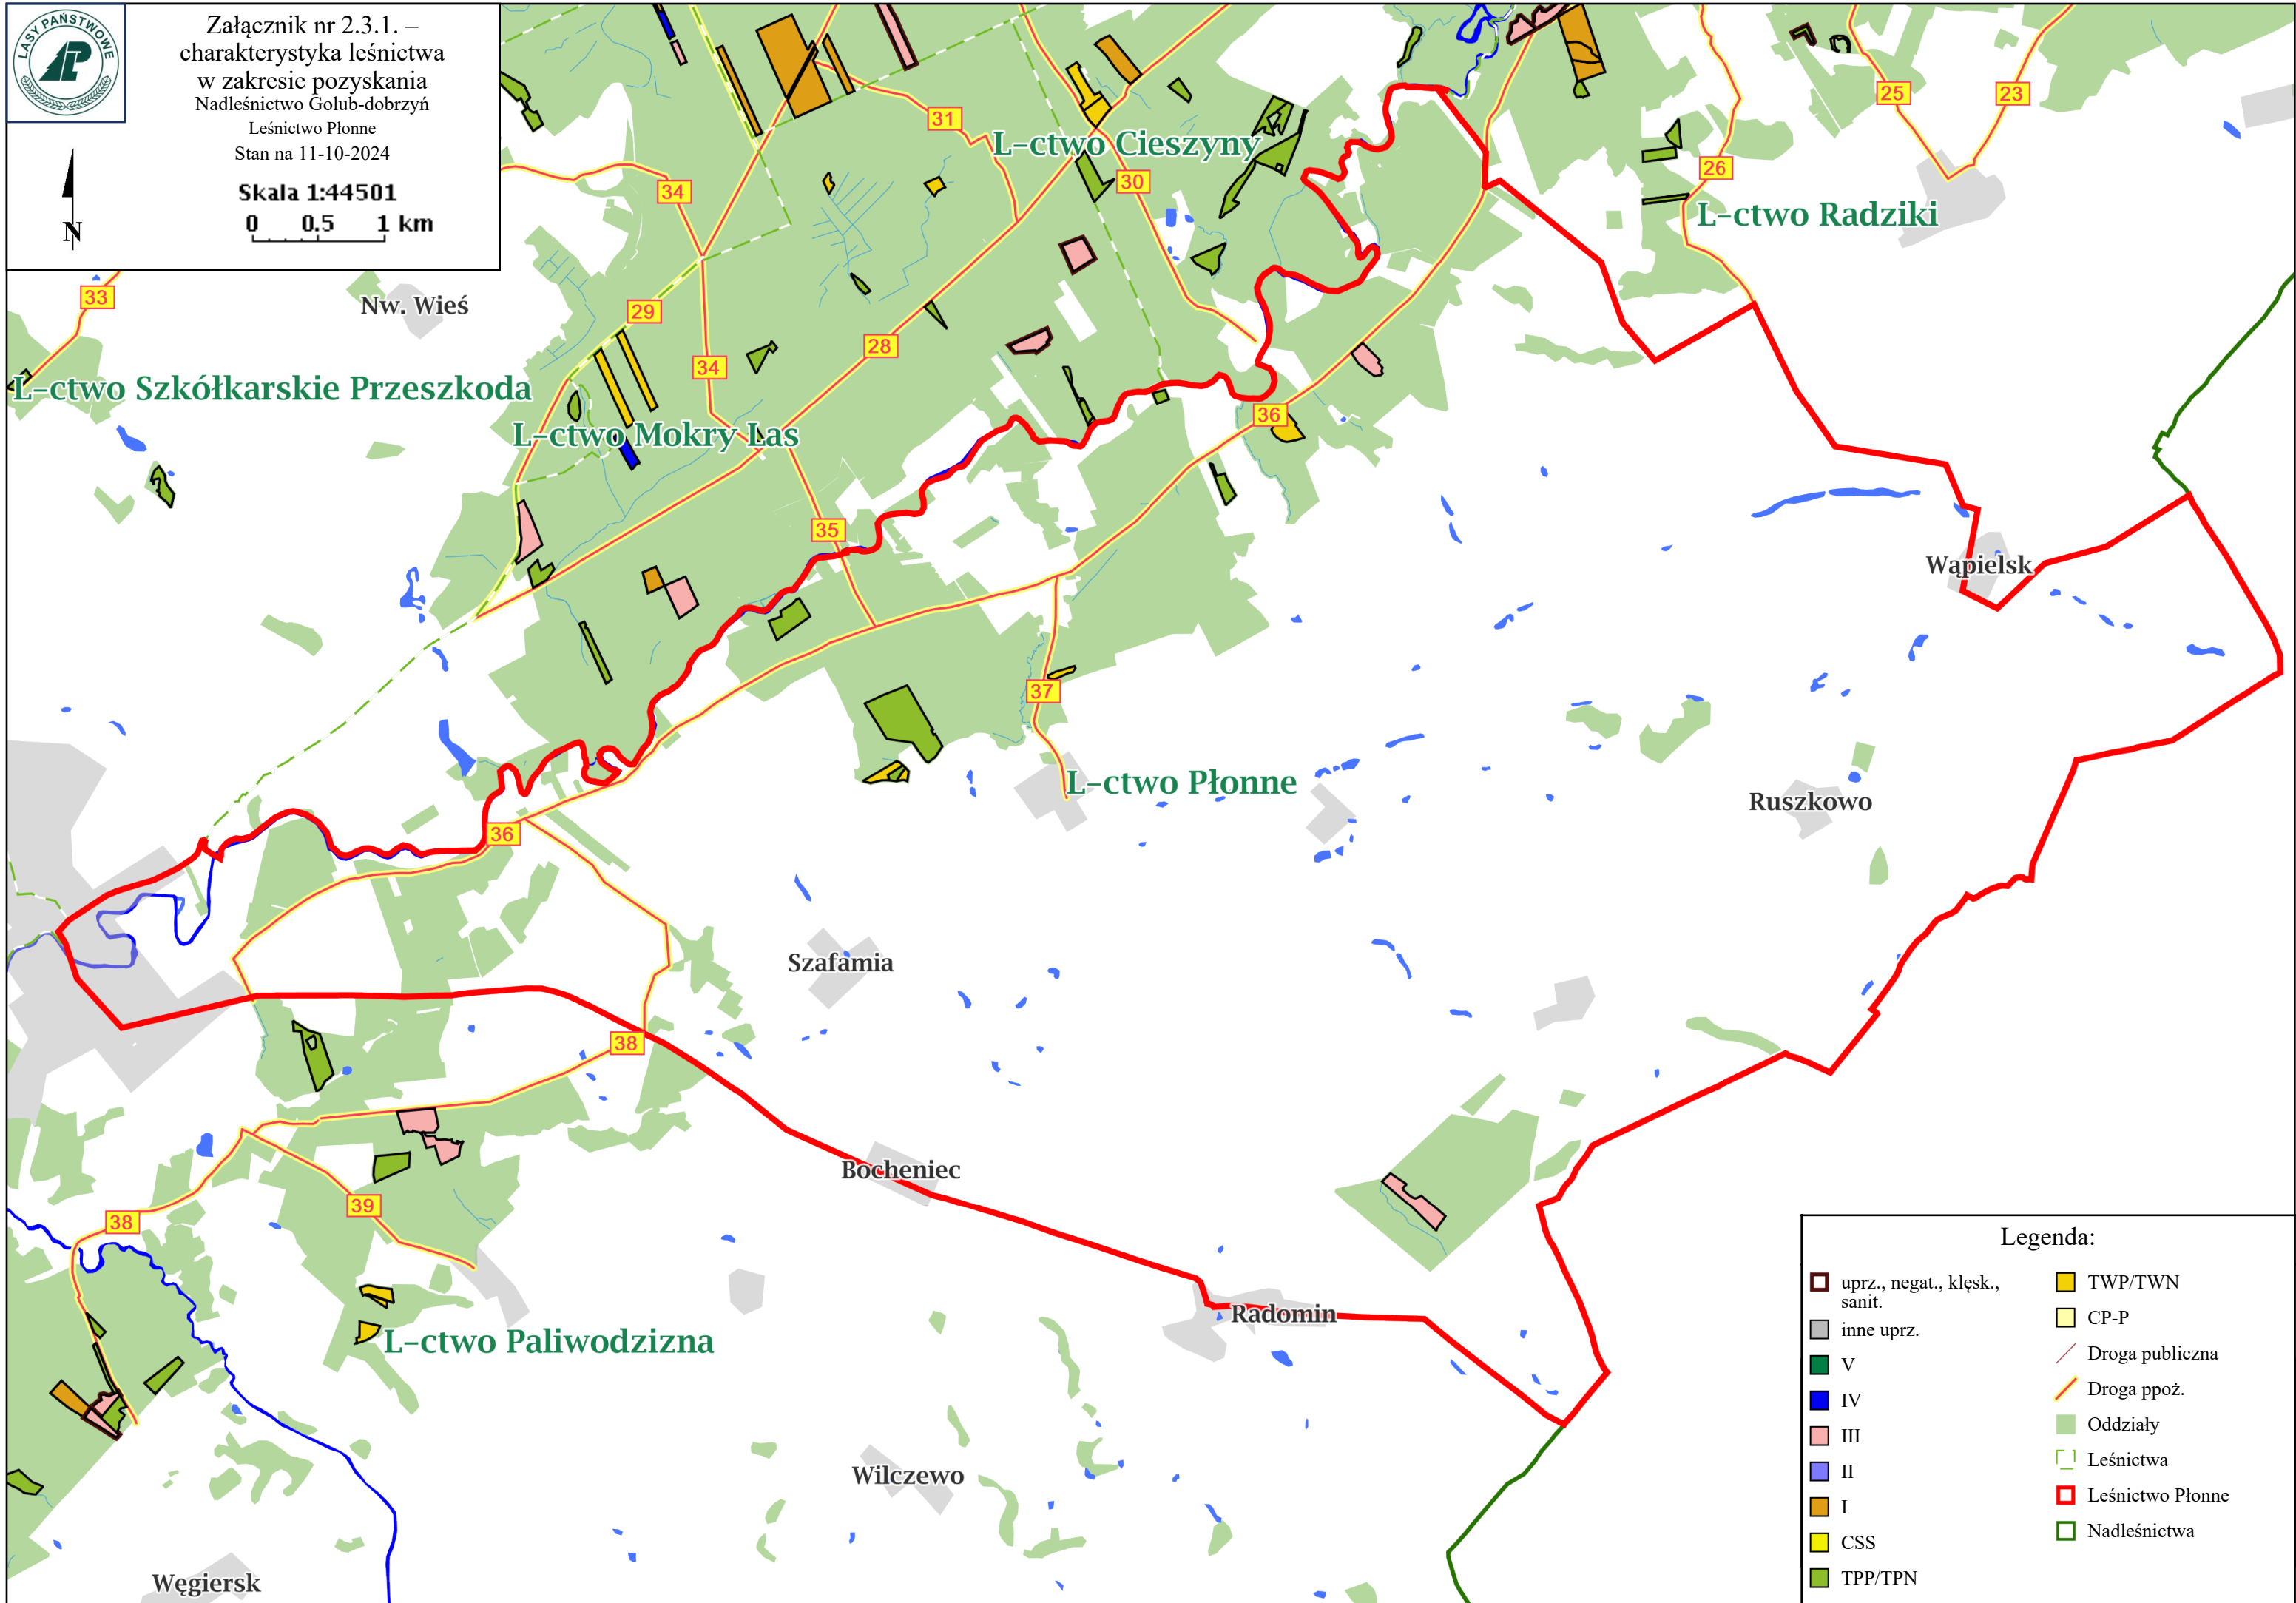 LASY PAŃSTWOWE
LP
Załącznik nr 2.3.1. –
charakterystyka leśnictwa
w zakresie pozyskania
Nadleśnictwo Golub-dobrzyń
Leśnictwo Płonne
Stan na 11-10-2024
Skala 1:44501
0 0.5 1 km
N
31
L-ctwo Cieszyny
30
34
25
23
26
L-ctwo Radziki
33
Nw. Wieś
29
28
34
L-ctwo Szkółkarskie Przeszkoda
36
L-ctwo Mokry Las
35
Wąpielsk
37
L-ctwo Płonne
Ruszkowo
36
Szafarnia
38
Bocheniec
39
38
Radomin
L-ctwo Paliwodzizna
Wilczewo
Węgiersk
Legenda:
uprz., negat., klęsk.,
sanit.
inne uprz.
V
IV
III
II
I
CSS
TPP/TPN
TWP/TWN
CP-P
Droga publiczna
Droga ppoż.
Oddziały
Leśnictwa
Leśnictwo Płonne
Nadleśnictwa